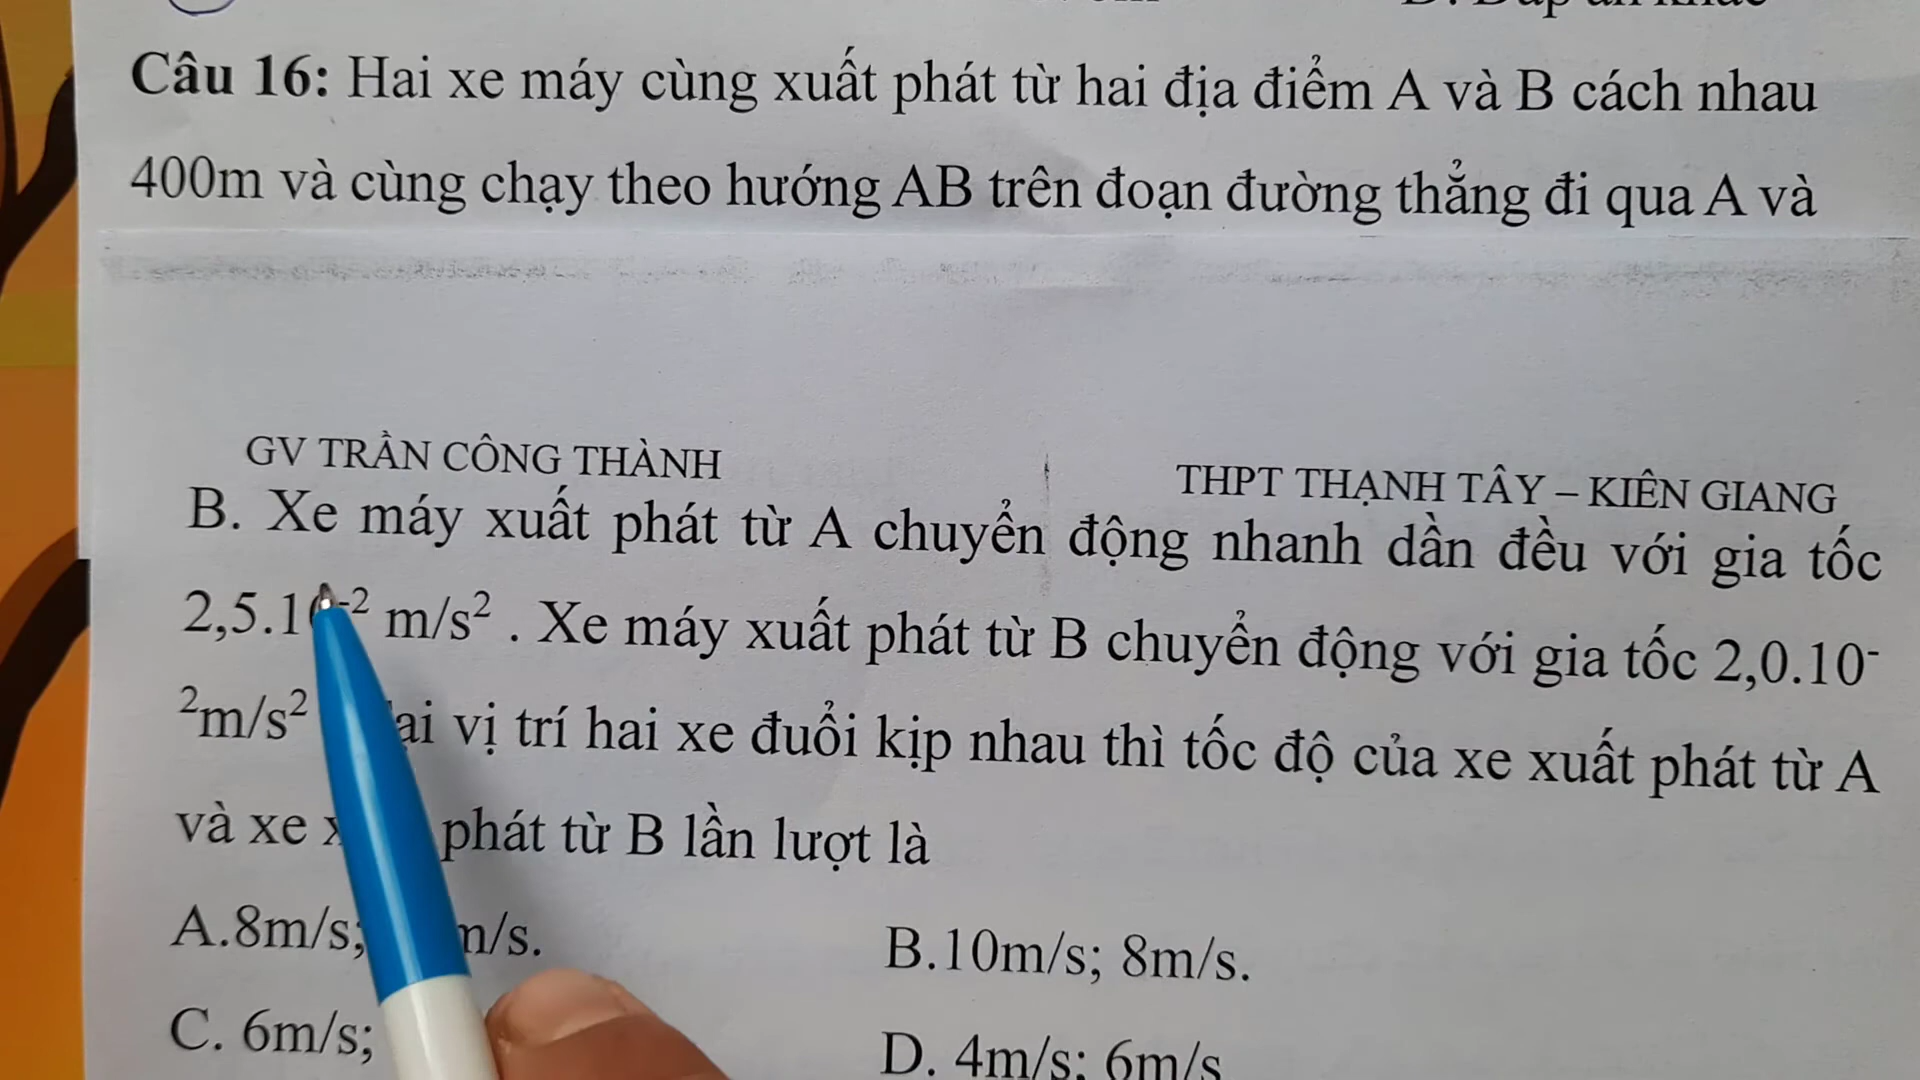 Câu 16: Hai xe máy cùng xuất phát từ hai địa điểm A và B cách nhau
400m và cùng chạy theo hướng AB trên đoạn đường thẳng đi qua A và
GV TRẦN CÔNG THÀNH
THPT THẠNH TÂY – KIÊN GIANG
B. Xe máy xuất phát từ A chuyển động nhanh dần đều với gia tốc
2,5.10⁻² m/s² . Xe máy xuất phát từ B chuyển động với gia tốc 2,0.10⁻
²m/s² vị trí hai xe đuổi kịp nhau thì tốc độ của xe xuất phát từ A
và xe phát từ B lần lượt là
A.8m/s; m/s.
B.10m/s; 8m/s.
C. 6m/s;
D. 4m/s; 6m/s